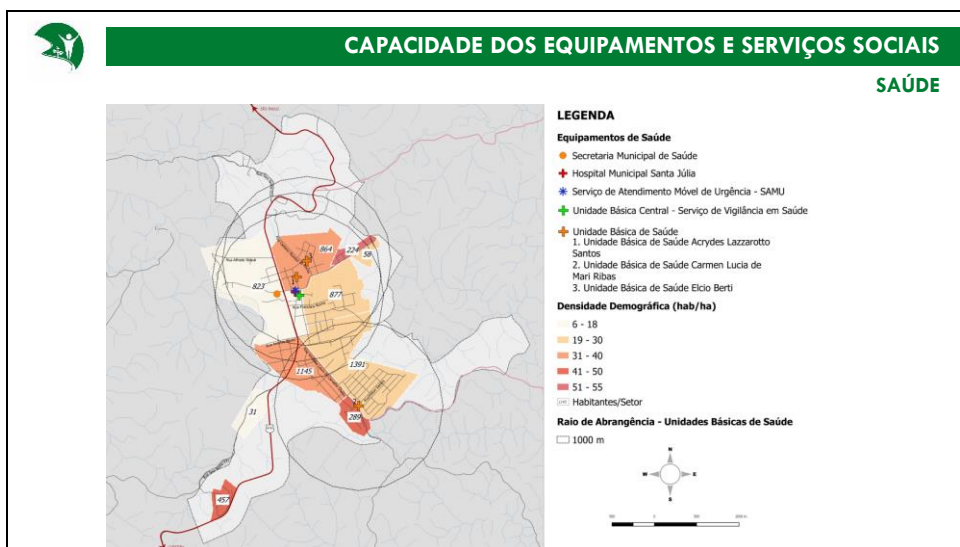 CAPACIDADE DOS EQUIPAMENTOS E SERVIÇOS SOCIAIS
SAÚDE
864
224
58
823
877
1145
1391
31
289
457
LEGENDA
Equipamentos de Saúde
Secretaria Municipal de Saúde
Hospital Municipal Santa Júlia
Serviço de Atendimento Móvel de Urgência - SAMU
Unidade Básica Central - Serviço de Vigilância em Saúde
Unidade Básica de Saúde
1. Unidade Básica de Saúde Acrydes Lazzarotto
Santos
2. Unidade Básica de Saúde Carmen Lucia de
Mari Ribas
3. Unidade Básica de Saúde Elcio Berti
Densidade Demográfica (hab/ha)
6 - 18
19 - 30
31 - 40
41 - 50
51 - 55
Habitantes/Setor
Raio de Abrangência - Unidades Básicas de Saúde
1000 m
N
W
E
S